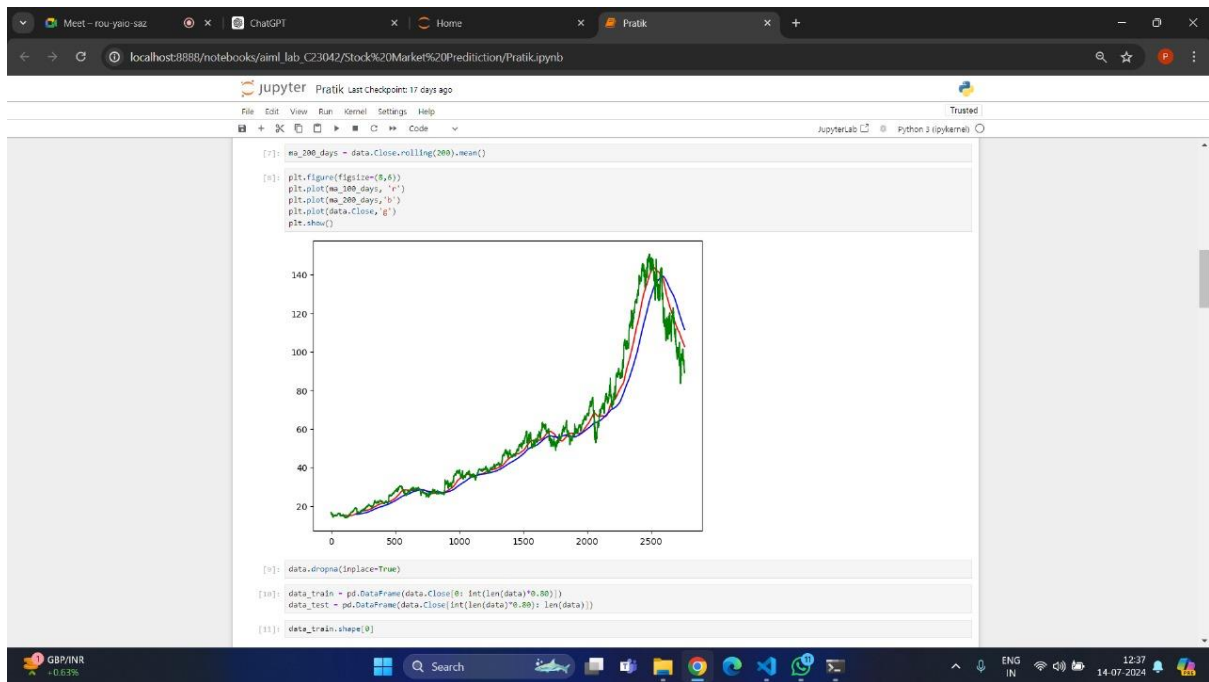 Meet – rou-yaio-saz
ChatGPT
Home
Pratik
localhost:8888/notebooks/aiml_lab_C23042/Stock%20Market%20Preditiction/Pratik.ipynb
P
jupyter Pratik Last Checkpoint: 17 days ago
File Edit View Run Kernel Settings Help
Trusted
Code
JupyterLab
Python 3 (ipykernel)
[7]: ma_200_days = data.Close.rolling(200).mean()
[8]: plt.figure(figsize=(8,6))
plt.plot(ma_100_days, 'r')
plt.plot(ma_200_days,'b')
plt.plot(data.Close,'g')
plt.show()
140
120
100
80
60
40
20
0 500 1000 1500 2000 2500
[9]: data.dropna(inplace=True)
[10]: data_train = pd.DataFrame(data.Close[0: int(len(data)*0.80)])
data_test = pd.DataFrame(data.Close[int(len(data)*0.80): len(data)])
[11]: data_train.shape[0]
1
GBP/INR
+0.63%
Search
11
ENG
IN
12:37
14-07-2024